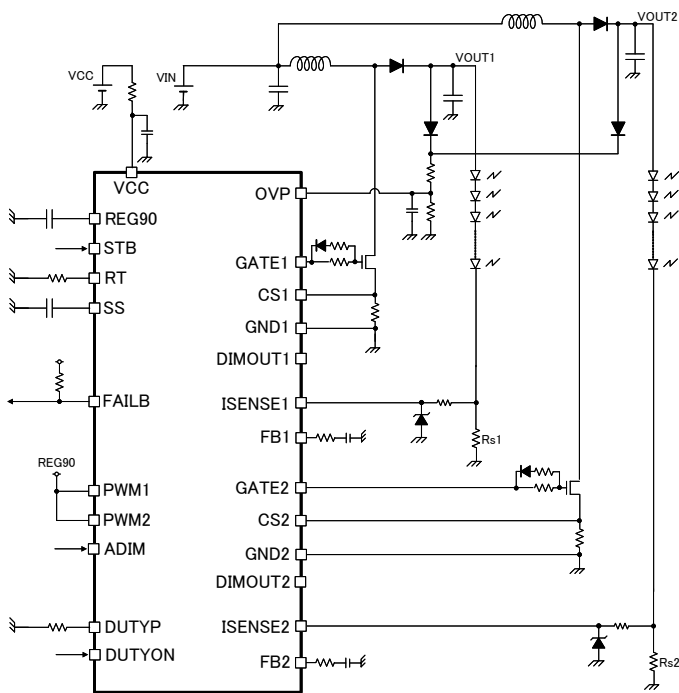 VOUT2
VOUT1
VCC
VIN
VCC
OVP
REG90
STB
GATE1
RT
CS1
SS
GND1
DIMOUT1
FAILB
ISENSE1
FB1
Rs1
REG90
PWM1
GATE2
PWM2
CS2
ADIM
GND2
DIMOUT2
DUTYP
ISENSE2
DUTYON
FB2
Rs2